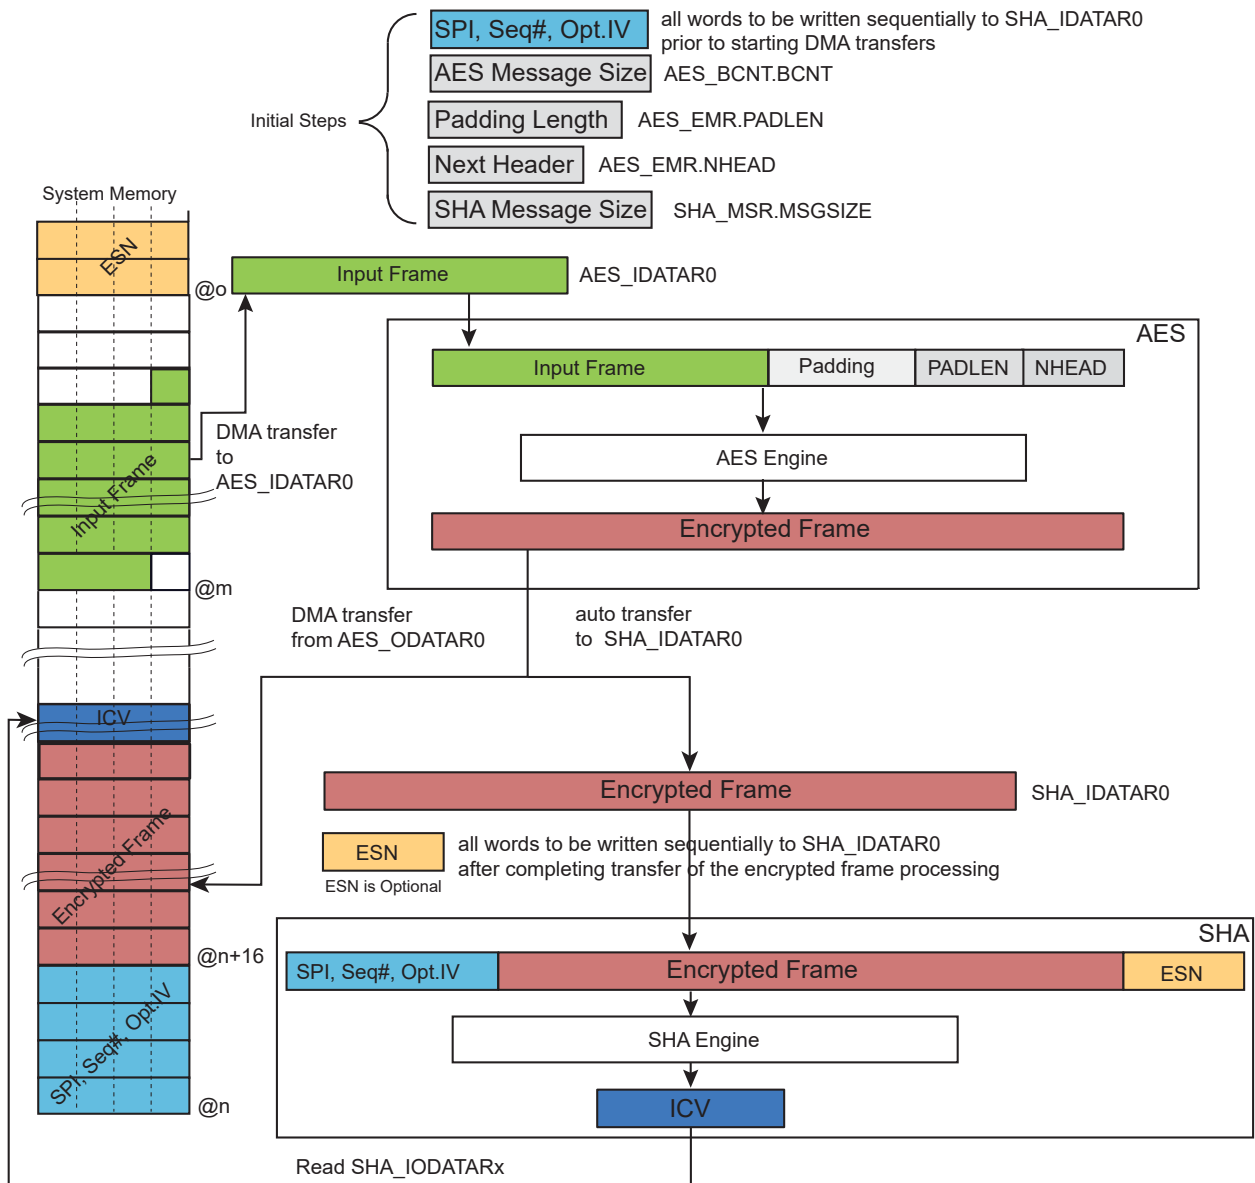 SPI, Seq#, Opt.IV
all words to be written sequentially to SHA_IDATAR0
prior to starting DMA transfers
AES Message Size
AES_BCNT.BCNT
Initial Steps
Padding Length
AES_EMR.PADLEN
Next Header
AES_EMR.NHEAD
SHA Message Size
SHA_MSR.MSGSIZE
System Memory
ESN
@o
Input Frame
AES_IDATAR0
AES
Input Frame
Padding
PADLEN
NHEAD
DMA transfer
to
AES_IDATAR0
Input Frame
AES Engine
Encrypted Frame
@m
DMA transfer
from AES_ODATAR0
auto transfer
to SHA_IDATAR0
ICV
Encrypted Frame
SHA_IDATAR0
Encrypted Frame
ESN
ESN is Optional
all words to be written sequentially to SHA_IDATAR0
after completing transfer of the encrypted frame processing
@n+16
SHA
SPI, Seq#, Opt.IV
Encrypted Frame
ESN
SPI, Seq#, Opt.IV
SHA Engine
@n
ICV
Read SHA_IODATARx